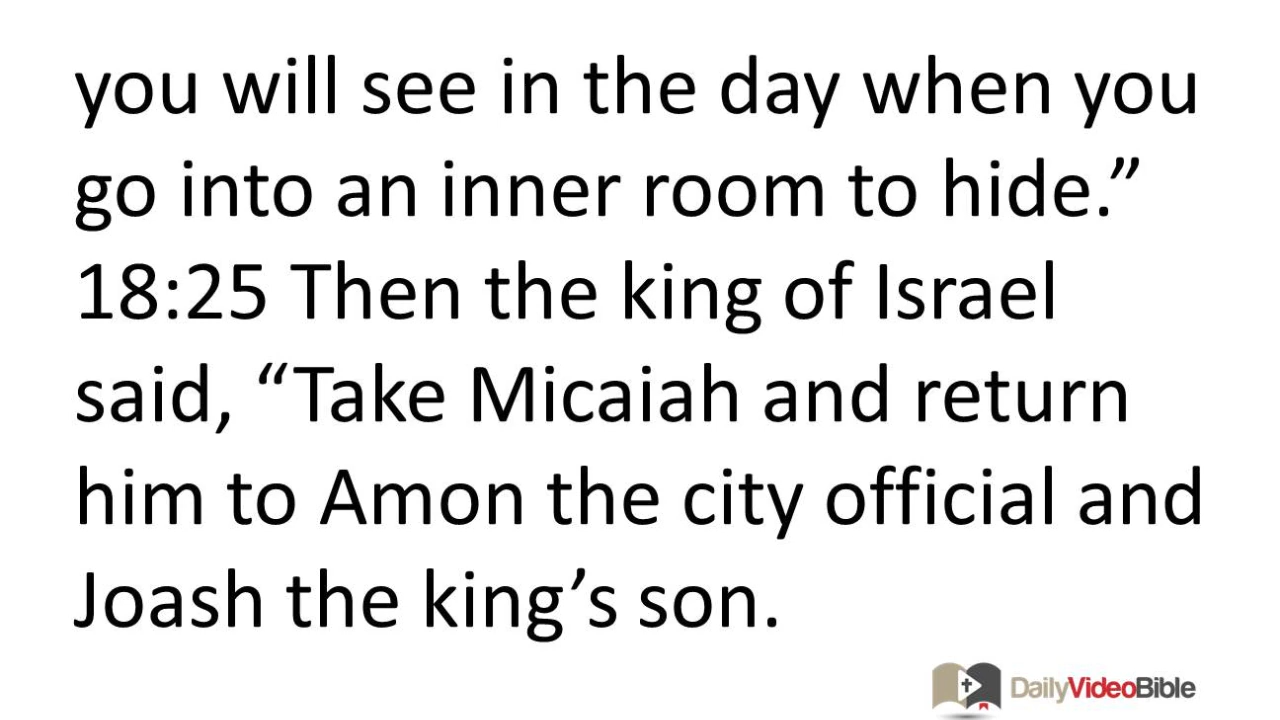 you will see in the day when you
go into an inner room to hide.”
18:25 Then the king of Israel
said, “Take Micaiah and return
him to Amon the city official and
Joash the king’s son.
DailyVideoBible